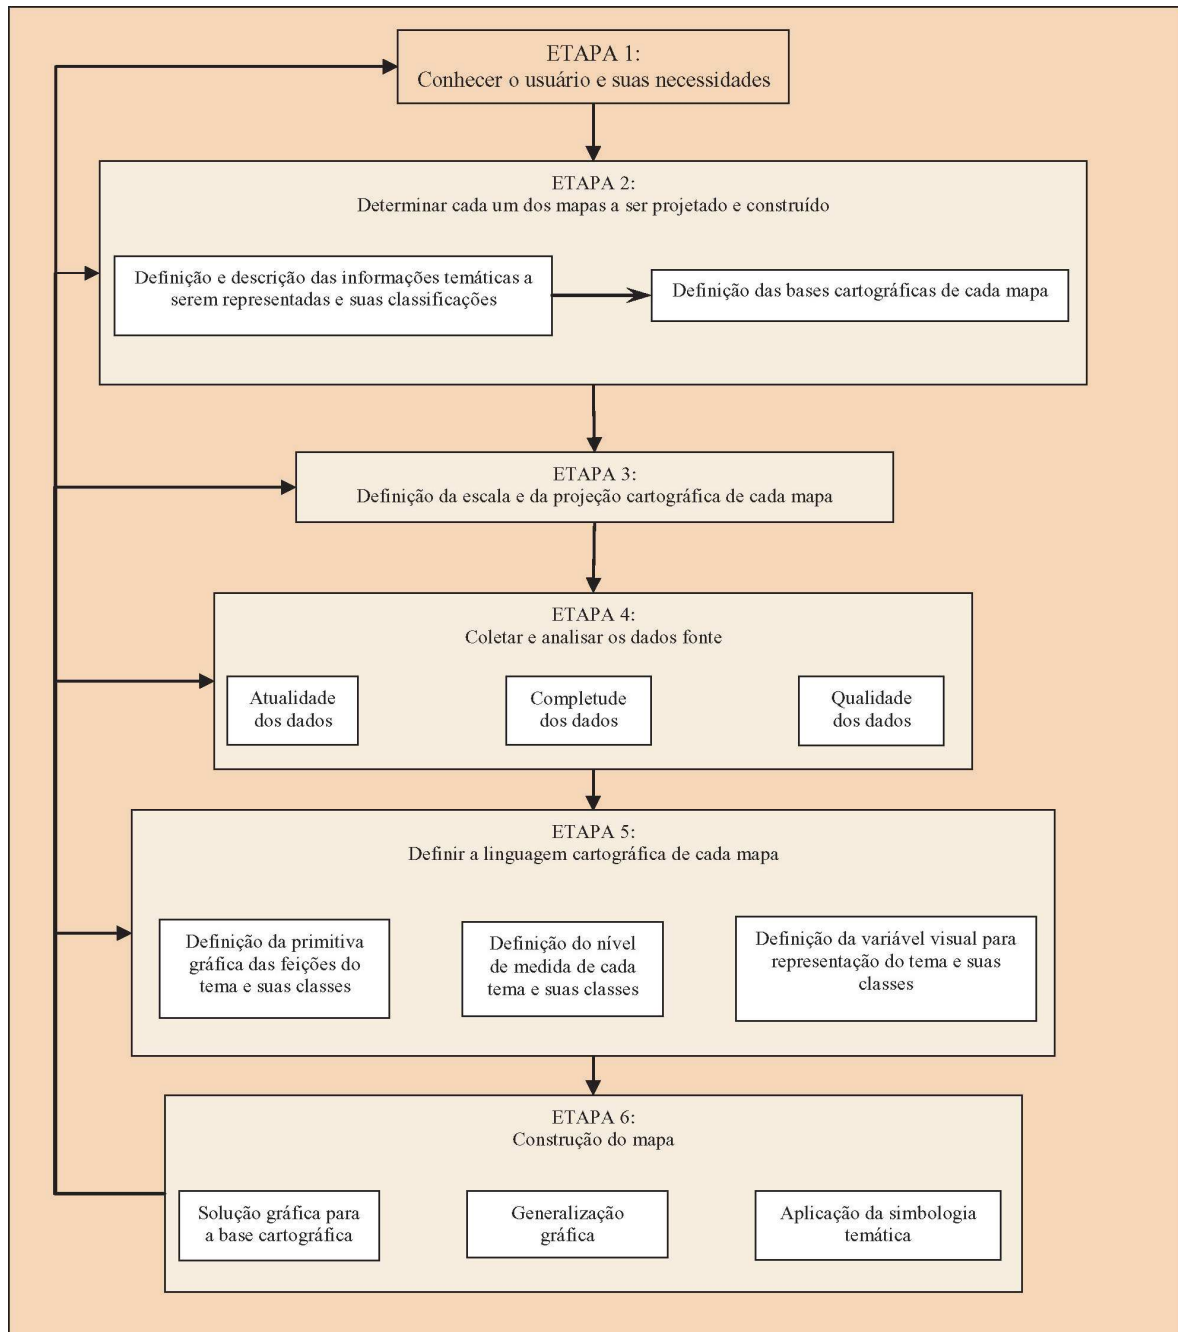 ETAPA 1:
Conhecer o usuário e suas necessidades
ETAPA 2:
Determinar cada um dos mapas a ser projetado e construído
Definição e descrição das informações temáticas a
serem representadas e suas classificações
Definição das bases cartográficas de cada mapa
ETAPA 3:
Definição da escala e da projeção cartográfica de cada mapa
ETAPA 4:
Coletar e analisar os dados fonte
Atualidade
dos dados
Completude
dos dados
Qualidade
dos dados
ETAPA 5:
Definir a linguagem cartográfica de cada mapa
Definição da primitiva
gráfica das feições do
tema e suas classes
Definição do nível
de medida de cada
tema e suas classes
Definição da variável visual para
representação do tema e suas
classes
ETAPA 6:
Construção do mapa
Solução gráfica para
a base cartográfica
Generalização
gráfica
Aplicação da simbologia
temática